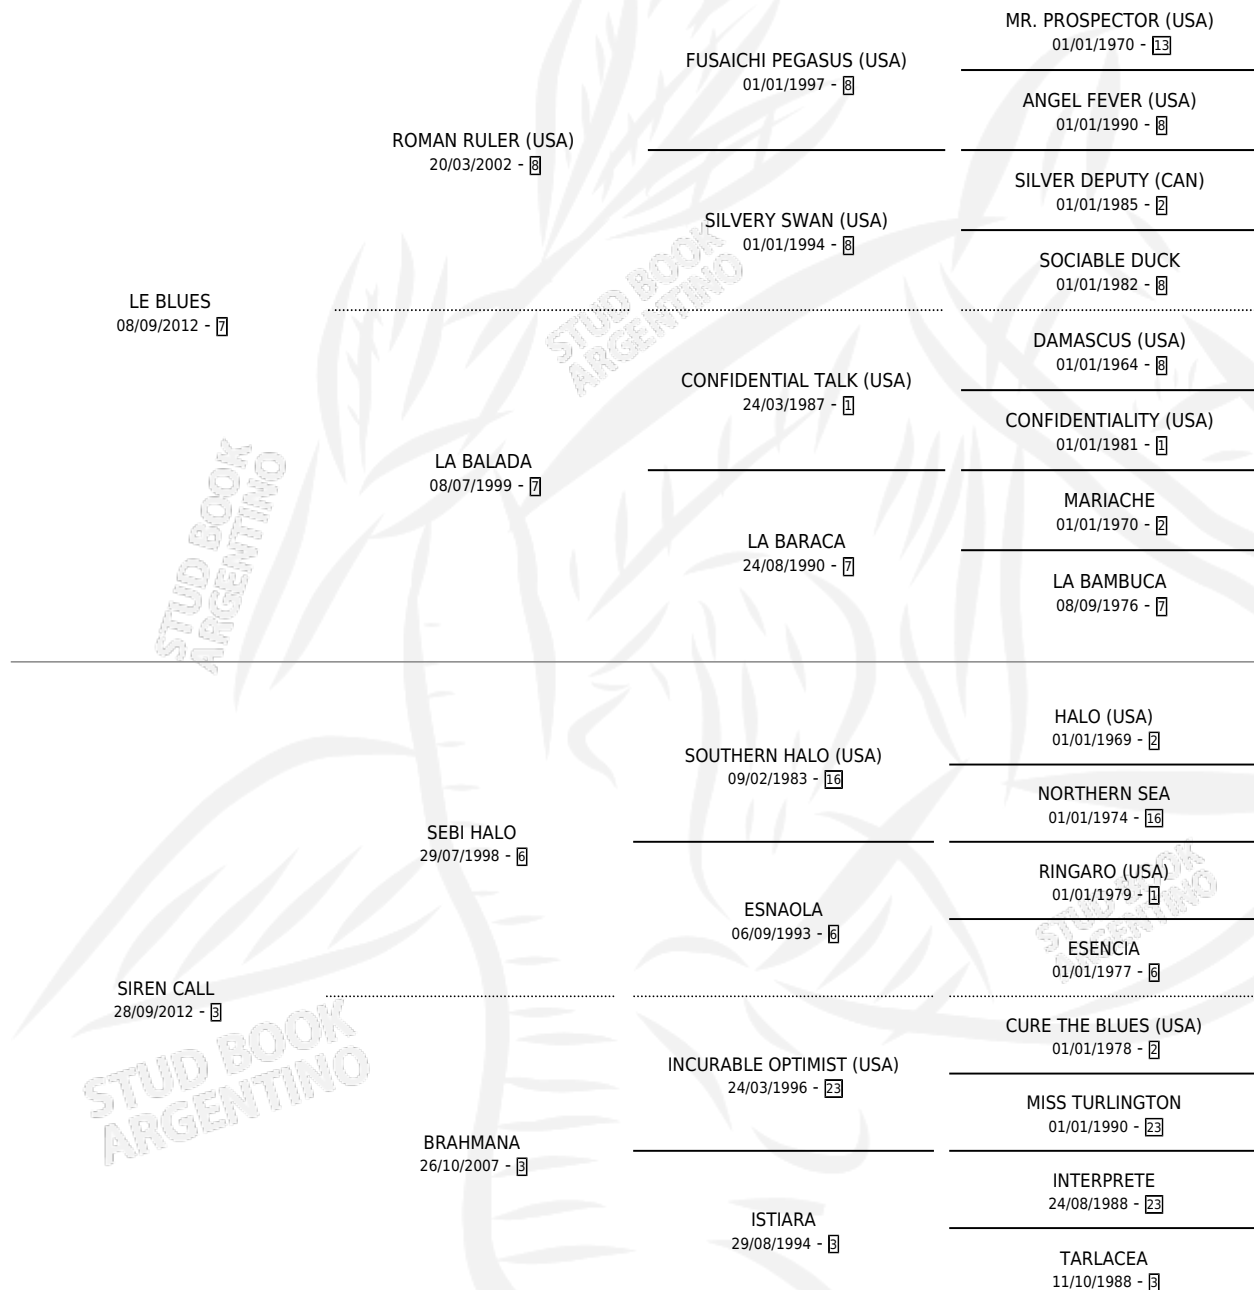 MR. PROSPECTOR (USA)
01/01/1970 - 13
FUSAICHI PEGASUS (USA)
01/01/1997 - 8
ANGEL FEVER (USA)
01/01/1990 - 8
ROMAN RULER (USA)
20/03/2002 - 8
SILVER DEPUTY (CAN)
01/01/1985 - 2
SILVERY SWAN (USA)
01/01/1994 - 8
SOCIABLE DUCK
01/01/1982 - 8
STUD BOOK
ARGENTINO
LE BLUES
08/09/2012 - 7
DAMASCUS (USA)
01/01/1964 - 8
CONFIDENTIAL TALK (USA)
24/03/1987 - 1
CONFIDENTIALITY (USA)
01/01/1981 - 1
LA BALADA
08/07/1999 - 7
MARIACHE
01/01/1970 - 2
LA BARACA
24/08/1990 - 7
LA BAMBUCA
08/09/1976 - 7
STUD BOOK
ARGENTINO
HALO (USA)
01/01/1969 - 2
SOUTHERN HALO (USA)
09/02/1983 - 16
NORTHERN SEA
01/01/1974 - 16
SEBI HALO
29/07/1998 - 6
RINGARO (USA)
01/01/1979 - 1
ESNAOLA
06/09/1993 - 6
ESENCIA
01/01/1977 - 6
STUD BOOK
ARGENTINO
SIREN CALL
28/09/2012 - 3
CURE THE BLUES (USA)
01/01/1978 - 2
INCURABLE OPTIMIST (USA)
24/03/1996 - 23
MISS TURLINGTON
01/01/1990 - 23
STUD BOOK
ARGENTINO
BRAHMANA
26/10/2007 - 3
INTERPRETE
24/08/1988 - 23
ISTIARA
29/08/1994 - 3
TARLACEA
11/10/1988 - 3